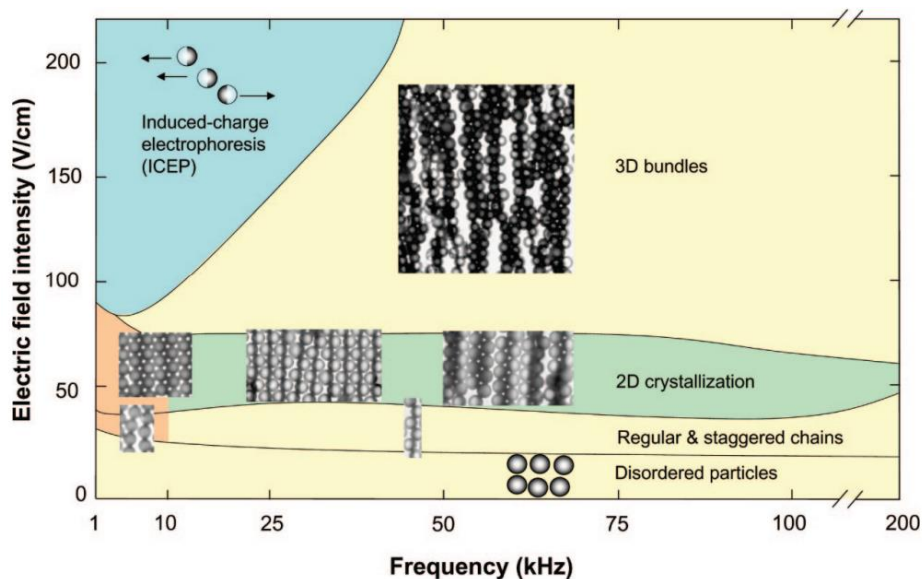 200
150
100
50
0
Electric field intensity (V/cm)
Induced-charge
electrophoresis
(ICEP)
3D bundles
2D crystallization
Regular & staggered chains
Disordered particles
1 10 25 50 75 100 200
Frequency (kHz)